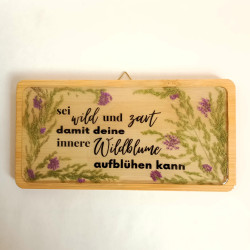 sei wild und zart
damit deine
innere Wildblume
aufblühen kann